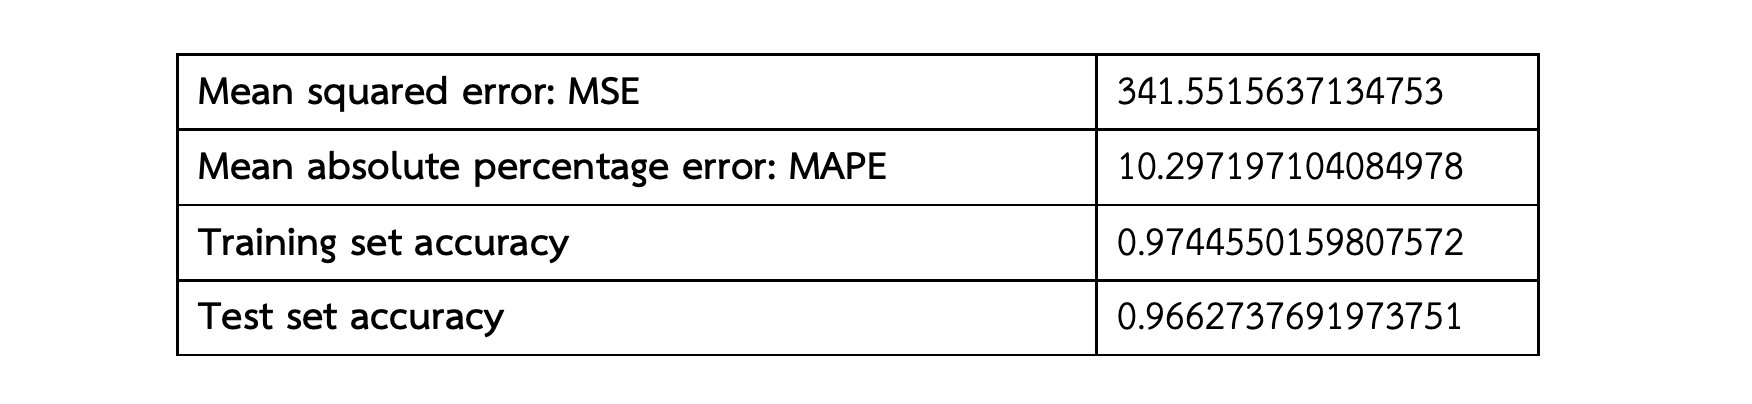 Mean squared error: MSE 341.5515637134753
Mean absolute percentage error: MAPE 10.297197104084978
Training set accuracy 0.9744550159807572
Test set accuracy 0.9662737691973751